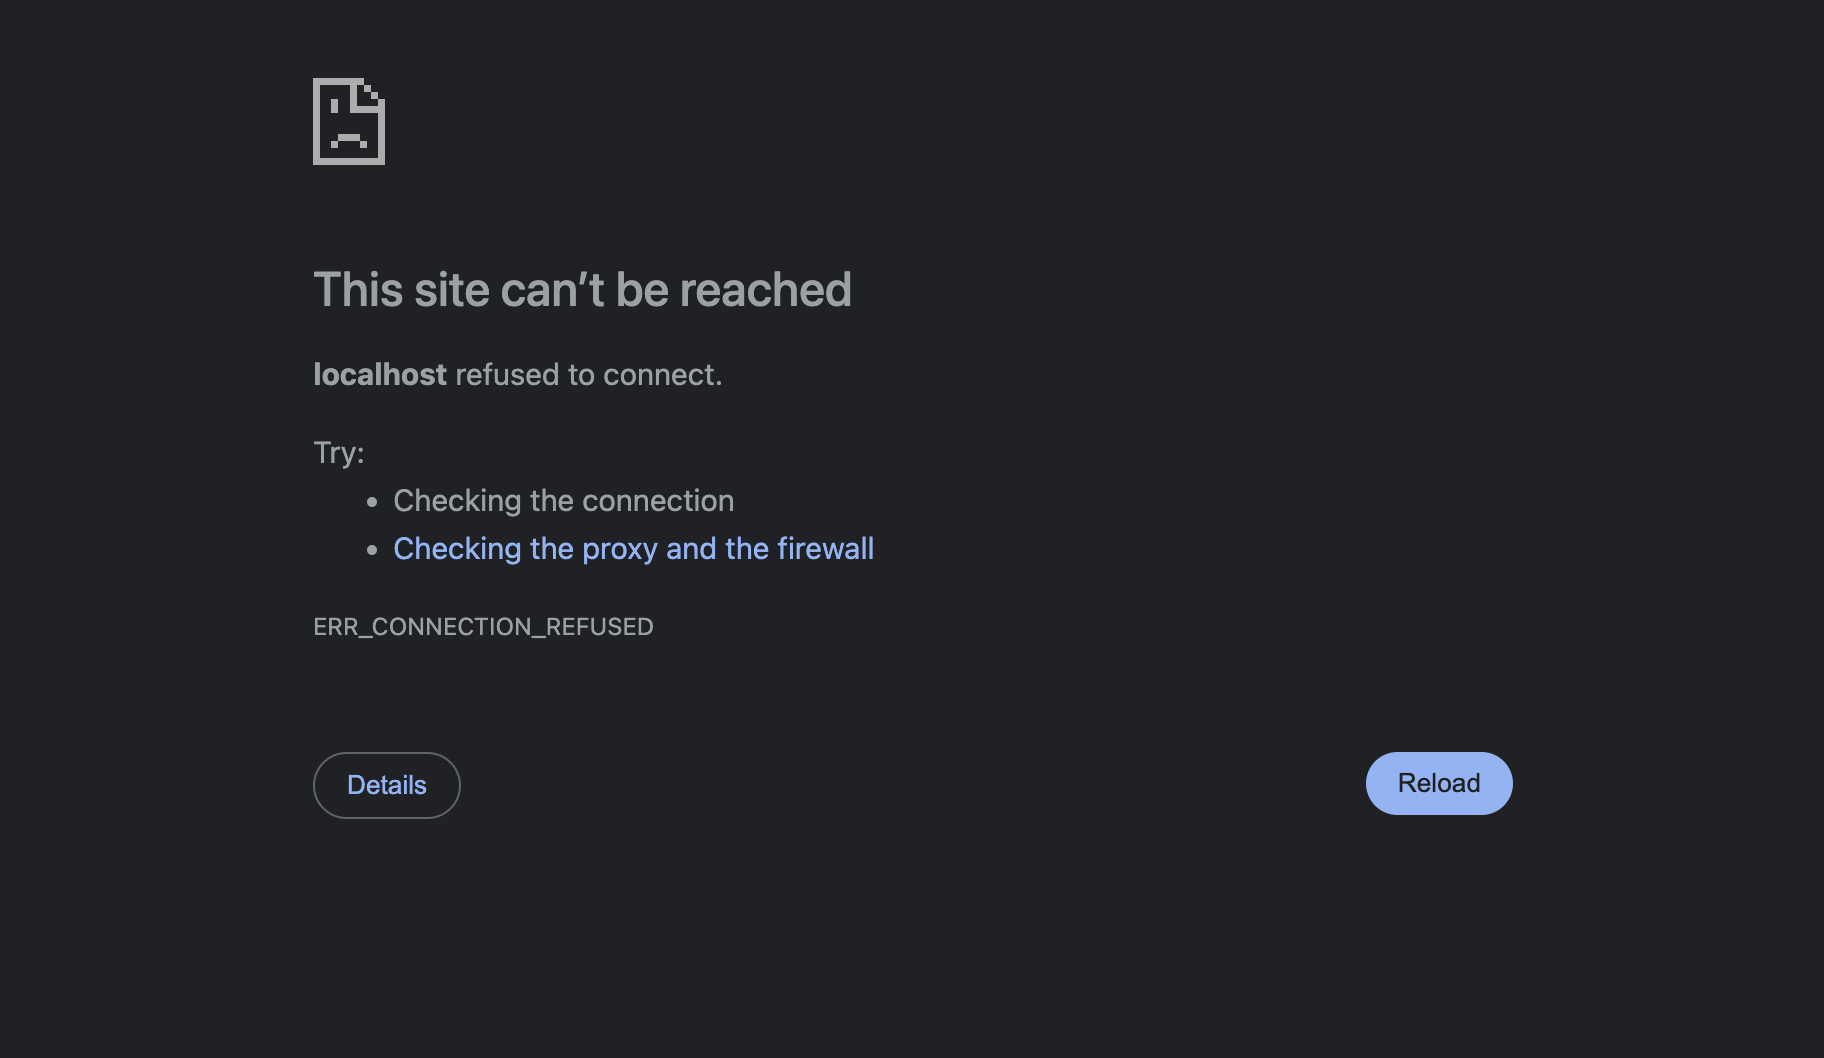 This site can’t be reached
localhost refused to connect.
Try:
• Checking the connection
• Checking the proxy and the firewall
ERR_CONNECTION_REFUSED
Details
Reload